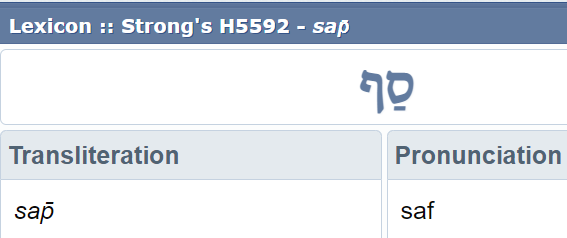 Lexicon :: Strong's H5592 - sap̄
סַף
Transliteration Pronunciation
sap̄ saf